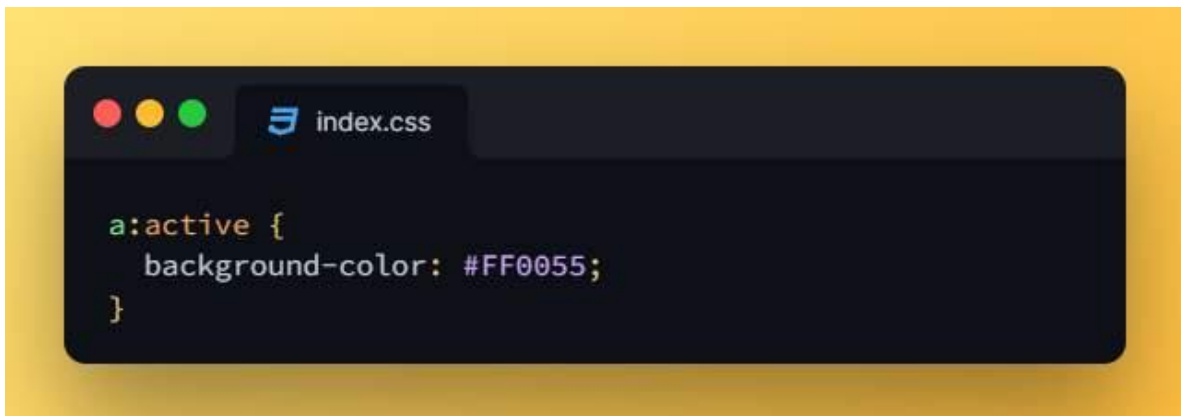 index.css
a:active {
  background-color: #FF0055;
}